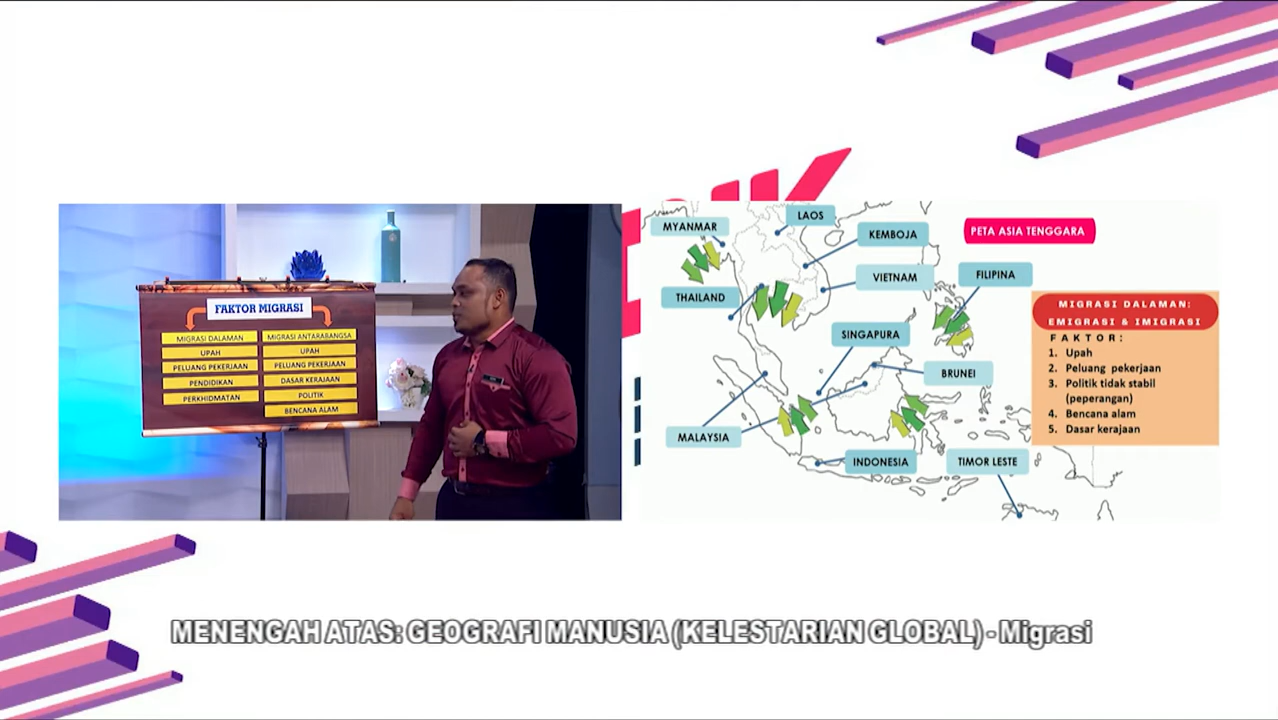 FAKTOR MIGRASI
MIGRASI DALAMAN
UPAH
PELUANG PEKERJAAN
PENDIDIKAN
PERKHIDMATAN
MIGRASI ANTARABANGSA
UPAH
PELUANG PEKERJAAN
DASAR KERAJAAN
POLITIK
BENCANA ALAM
MYANMAR
LAOS
KEMBOJA
PETA ASIA TENGGARA
VIETNAM
FILIPINA
THAILAND
SINGAPURA
BRUNEI
MALAYSIA
INDONESIA
TIMOR LESTE
MIGRASI DALAMAN:
EMIGRASI & IMIGRASI
FAKTOR:
1. Upah
2. Peluang pekerjaan
3. Politik tidak stabil
(peperangan)
4. Bencana alam
5. Dasar kerajaan
MENENGAH ATAS: GEOGRAFI MANUSIA (KELESTARIAN GLOBAL) - Migrasi